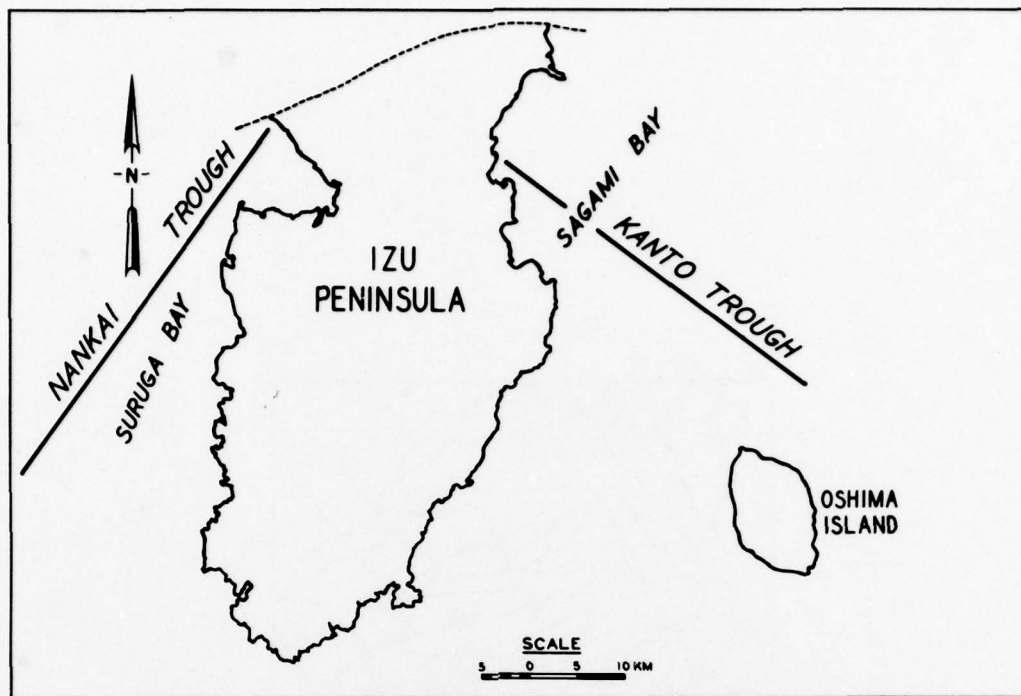 N
NANKAI TROUGH
SURUGA BAY
IZU
PENINSULA
SAGAMI BAY
KANTO TROUGH
OSHIMA
ISLAND
SCALE
5 0 5 10 KM